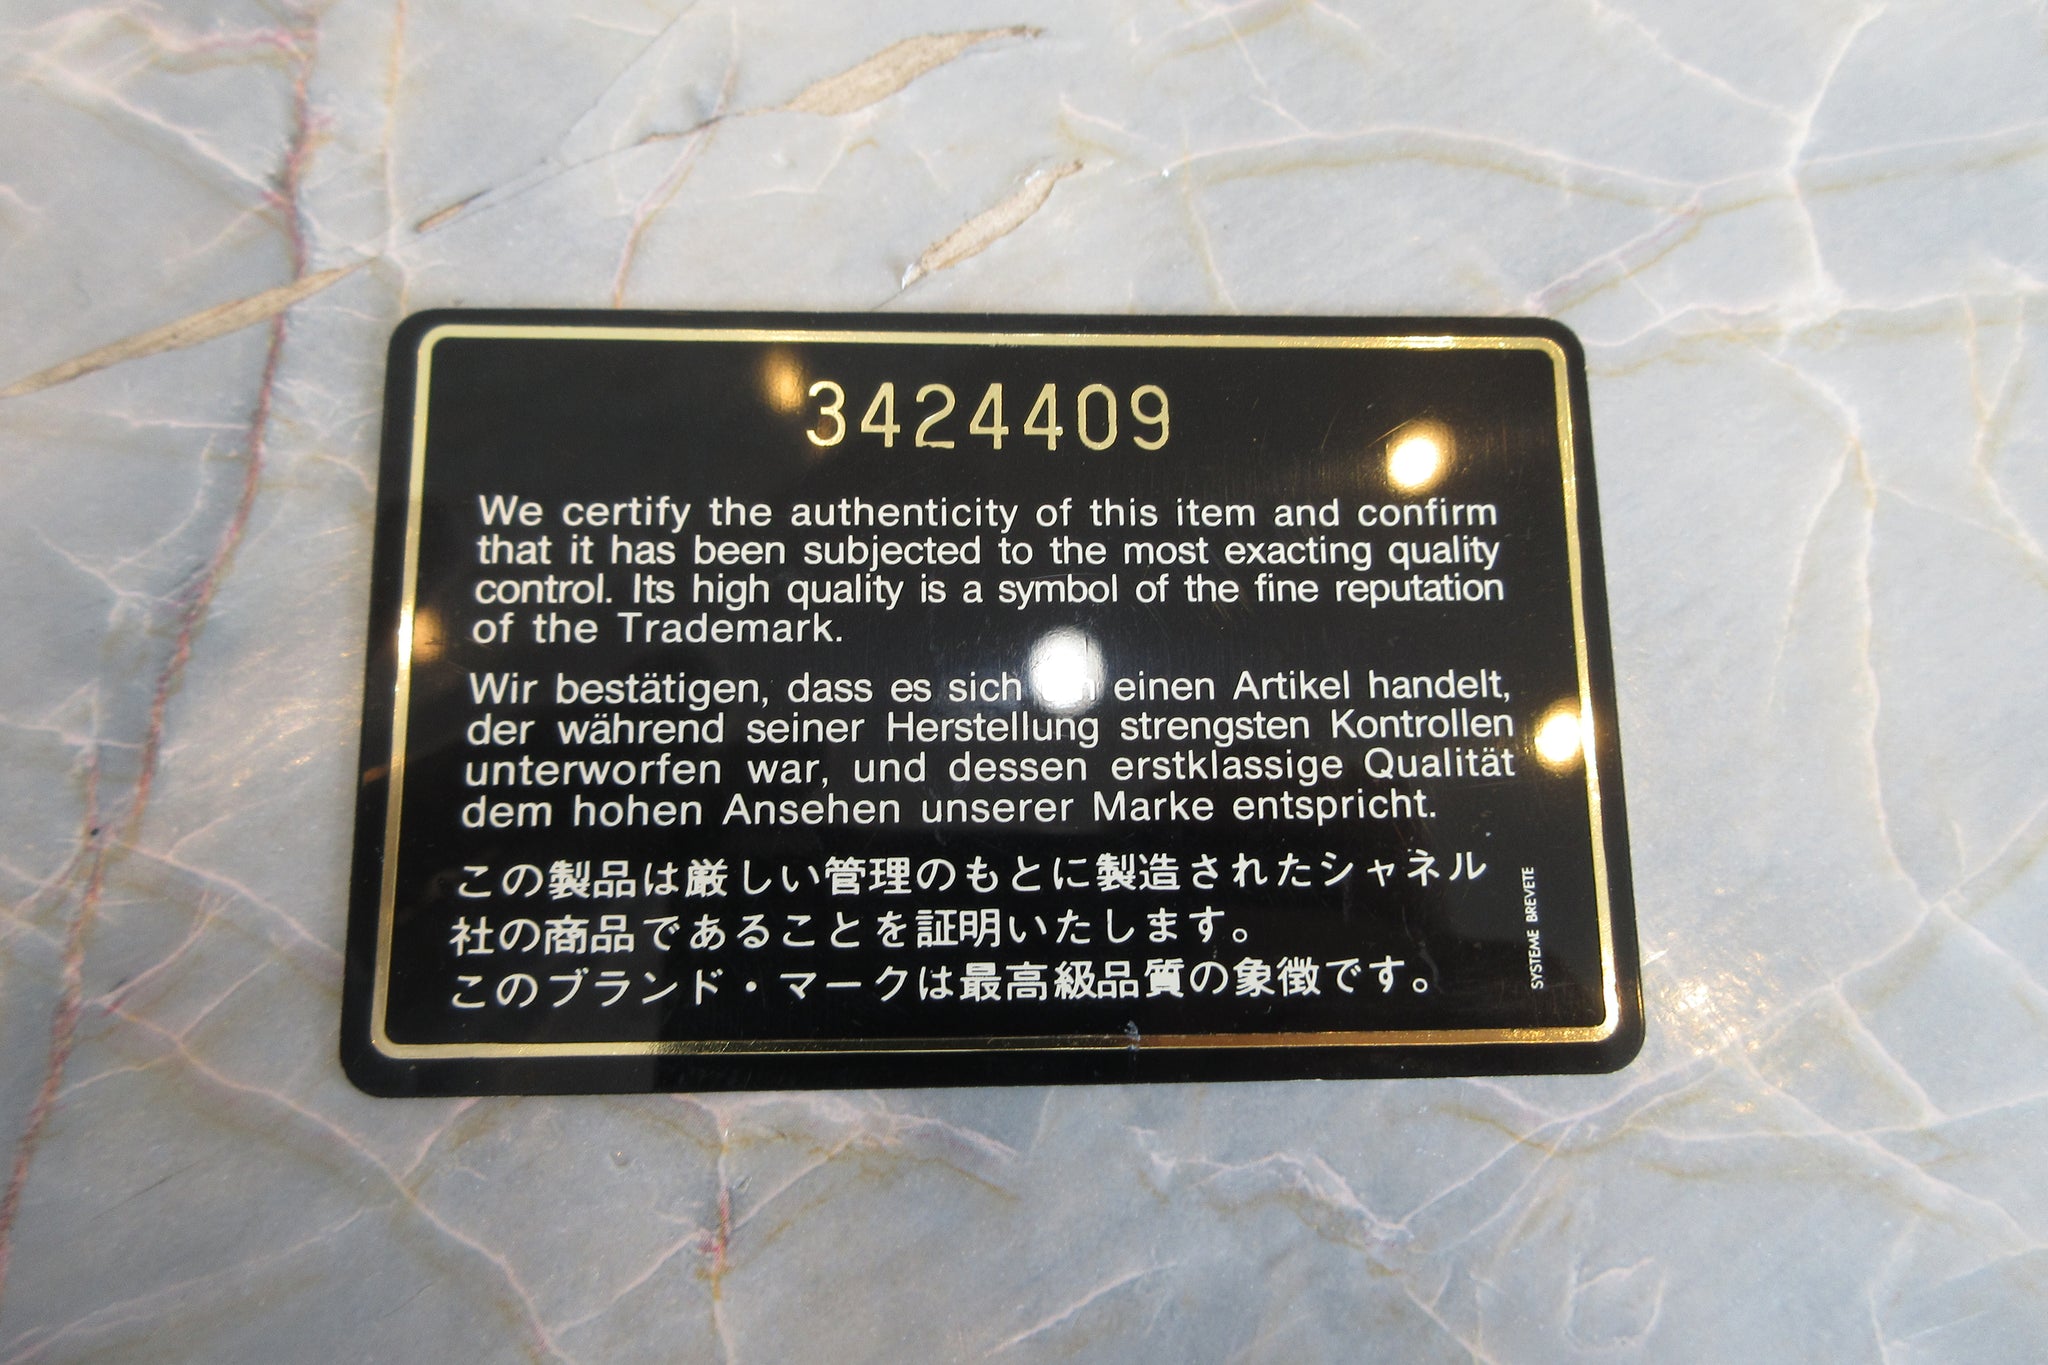 3424409
We certify the authenticity of this item and confirm
that it has been subjected to the most exacting quality
control. Its high quality is a symbol of the fine reputation
of the Trademark.
Wir bestätigen, dass es sich einen Artikel handelt,
der während seiner Herstellung strengsten Kontrollen
unterworfen war, und dessen erstklassige Qualität
dem hohen Ansehen unserer Marke entspricht.
この製品は厳しい管理のもとに製造されたシャネル
社の商品であることを証明いたします。
このブランド・マークは最高級品質の象徴です。
SYSTEME BREVETE